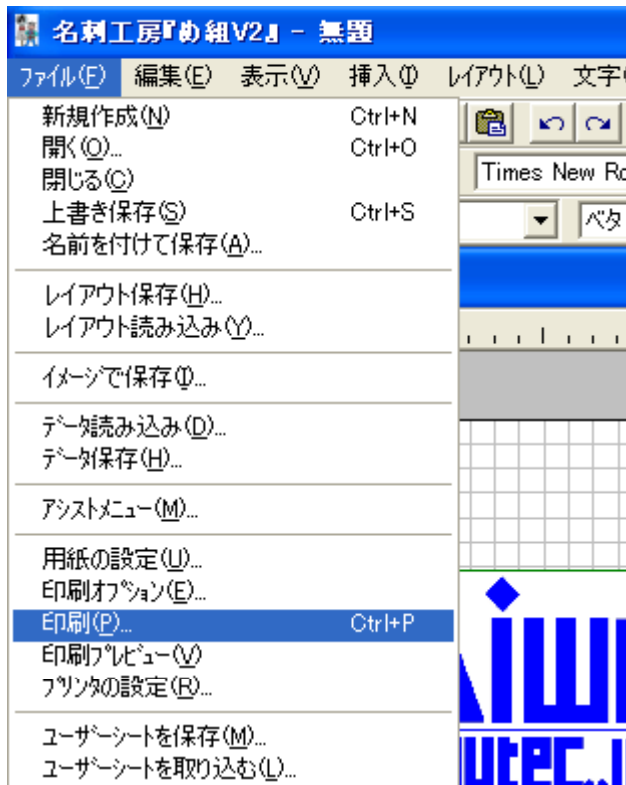 名刺工房『め組V2』 - 無題
ファイル(F) 編集(E) 表示(V) 挿入(I) レイアウト(L) 文字(
新規作成(N) Ctrl+N
開く(O)...
Ctrl+O
閉じる(C)
Times New Ro
上書き保存(S) Ctrl+S
ベタ
名前を付けて保存(A)...
レイアウト保存(H)...
レイアウト読み込み(Y)...
イメージで保存(I)...
データ読み込み(D)...
データ保存(H)...
アシストメニュー(M)...
用紙の設定(U)...
印刷オプション(E)...
印刷(P)... Ctrl+P
印刷プレビュー(V)
プリンタの設定(R)...
ユーザーシートを保存(M)...
ユーザーシートを取り込む(L)...